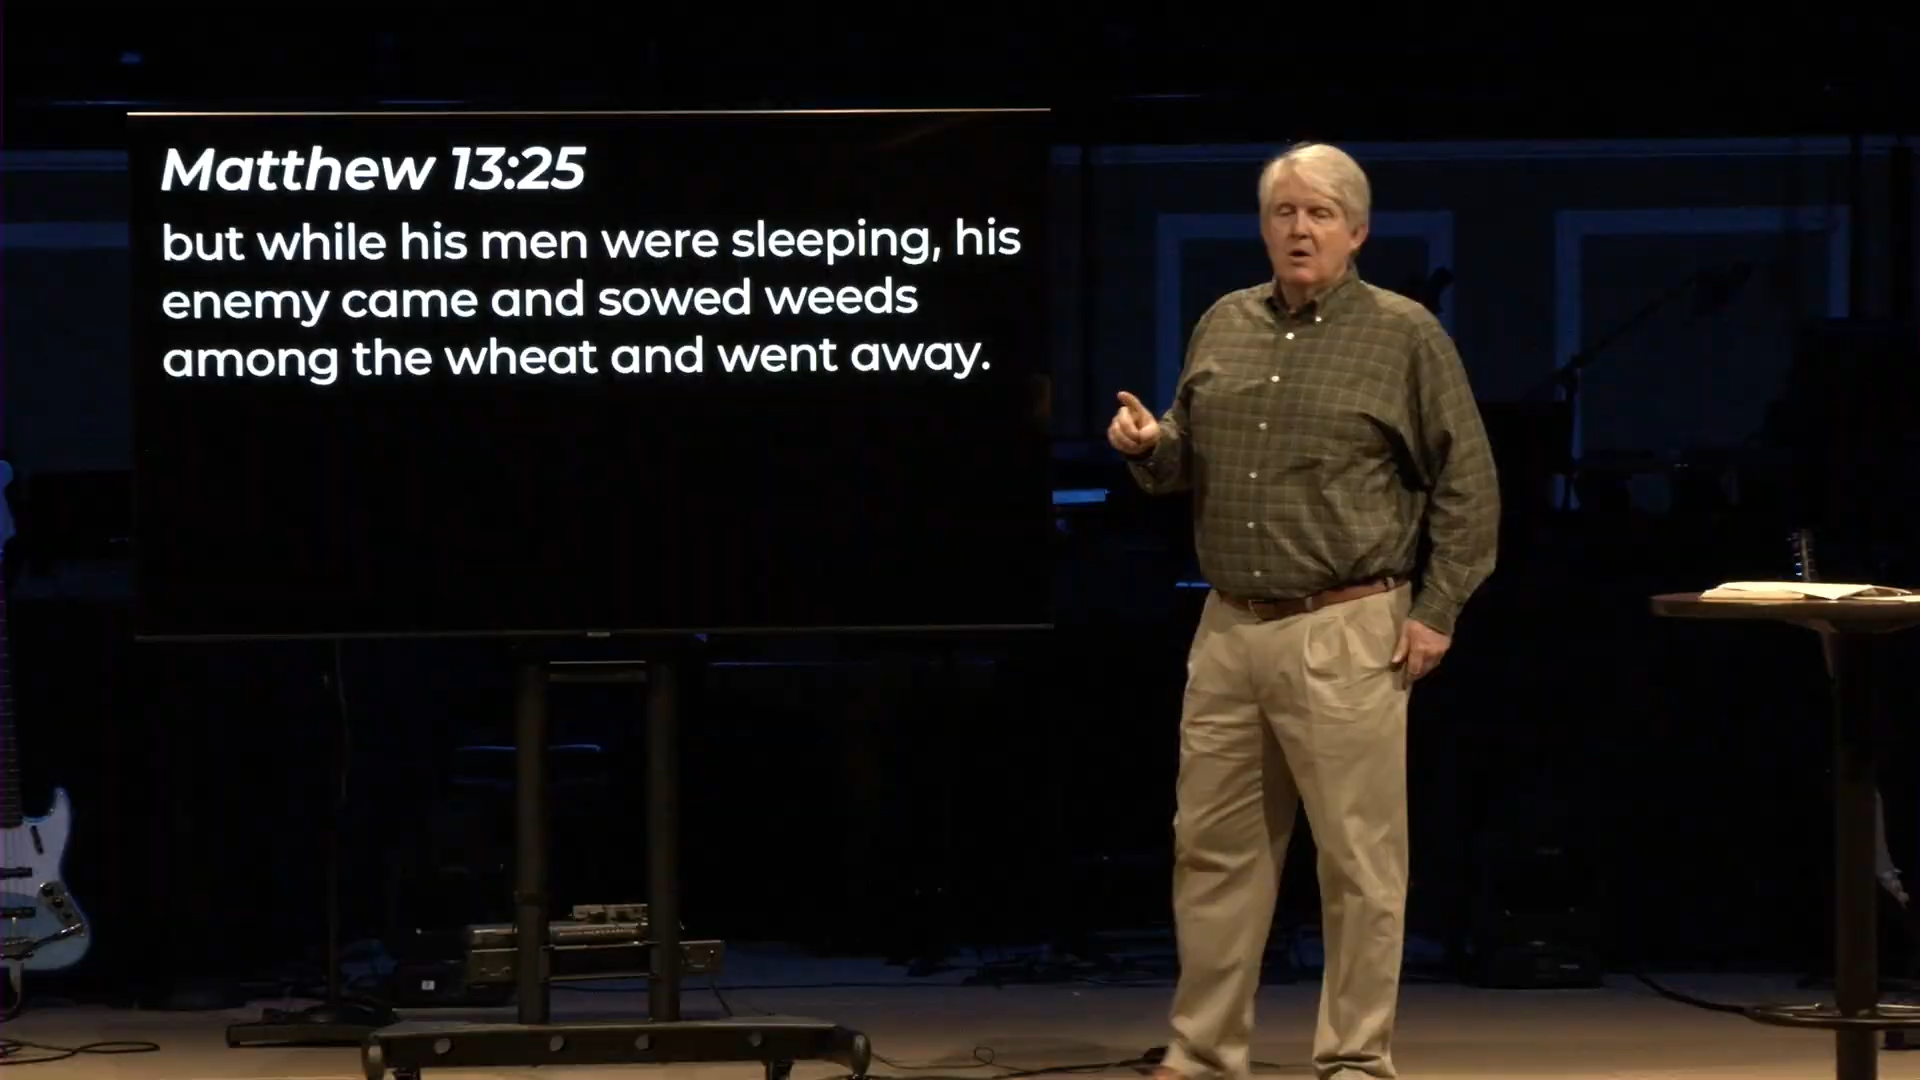 Matthew 13:25
but while his men were sleeping, his
enemy came and sowed weeds
among the wheat and went away.